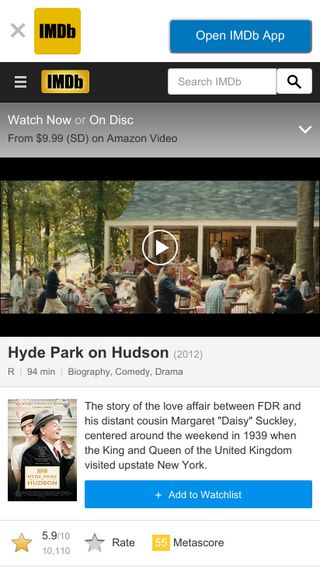 IMDb
Open IMDb App
IMDb
Search IMDb
Watch Now or On Disc
From $9.99 (SD) on Amazon Video
Hyde Park on Hudson (2012)
R | 94 min | Biography, Comedy, Drama
The story of the love affair between FDR and
his distant cousin Margaret "Daisy" Suckley,
centered around the weekend in 1939 when
the King and Queen of the United Kingdom
visited upstate New York.
HYDE PARK
HUDSON
+ Add to Watchlist
5.9/10
10,110
Rate
55 Metascore